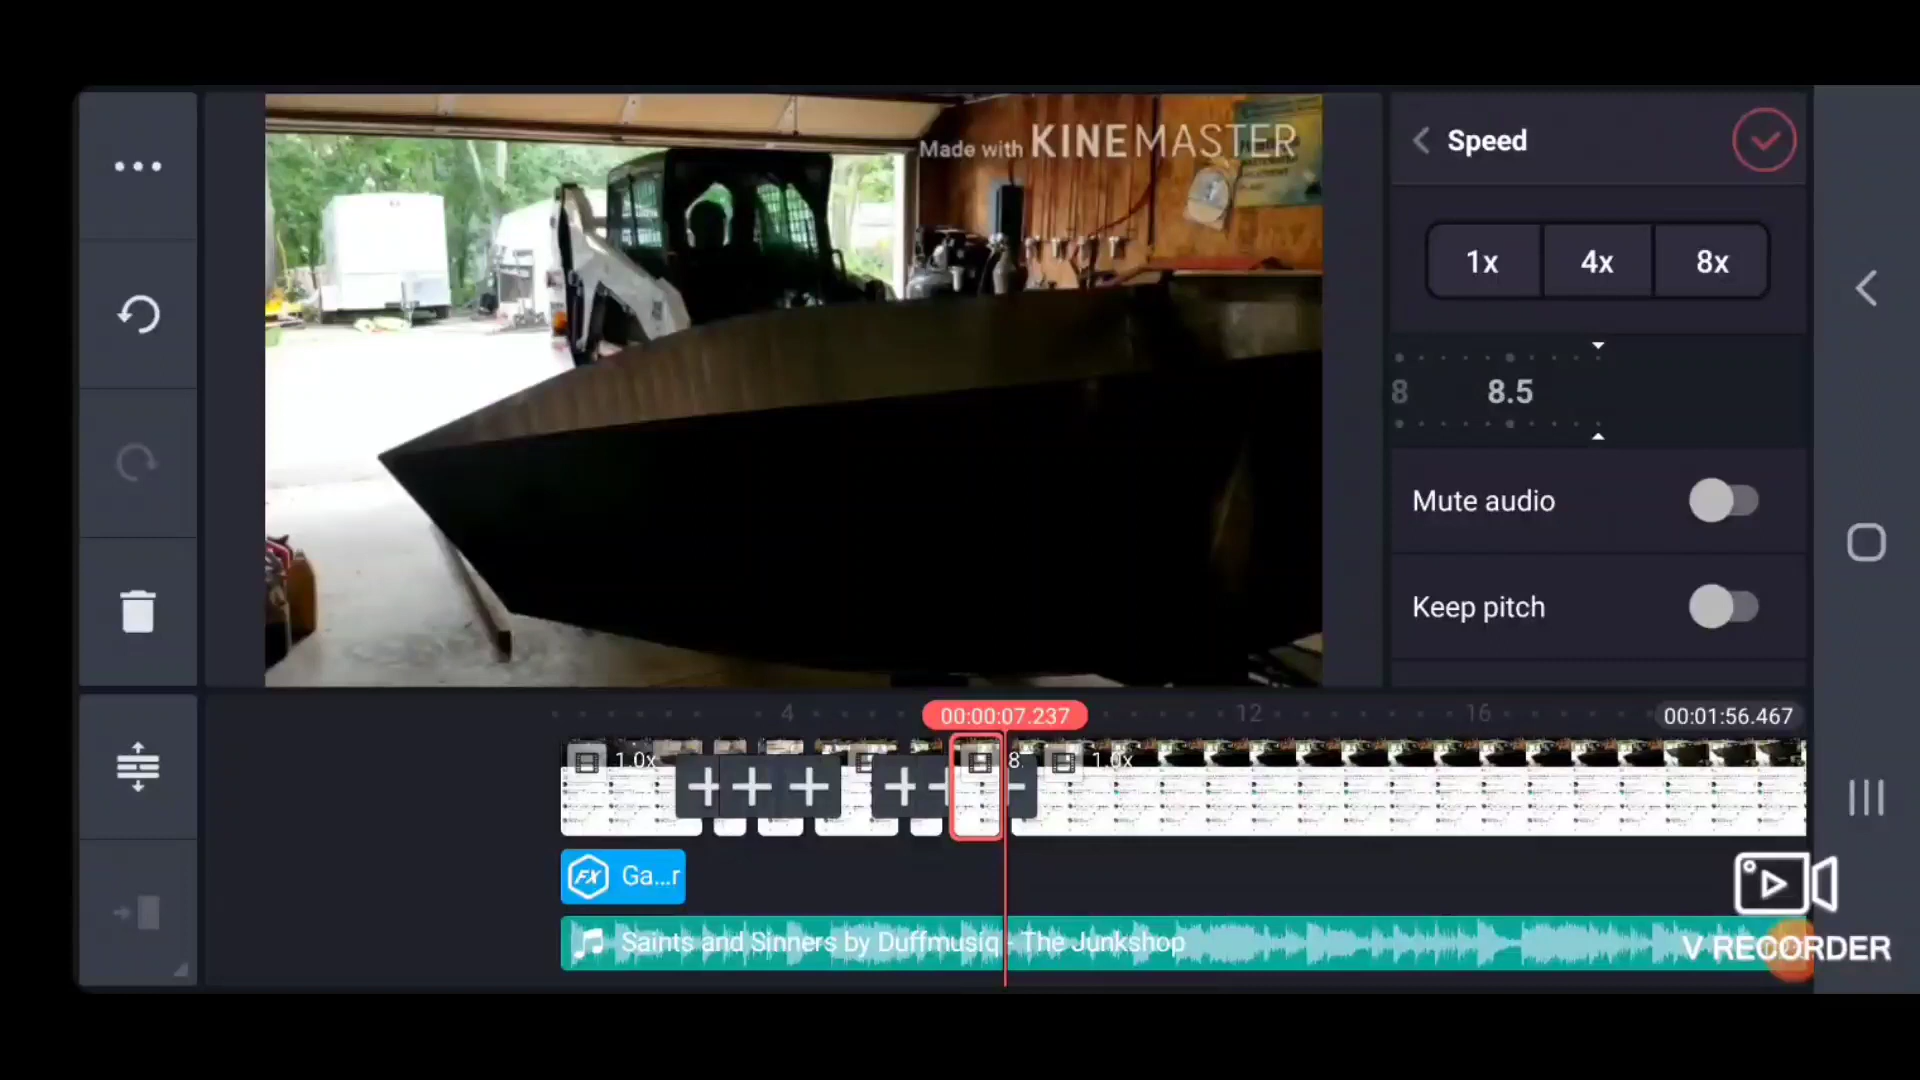 Made with KINEMASTER
Speed
1x 4x 8x
8 8.5
Mute audio
Keep pitch
4 12 16
00:00:07.237
00:01:56.467
1.0x 8. 1.0x
FX Ga...r
Saints and Sinners by Duffmusiq - The Junkshop
V RECORDER